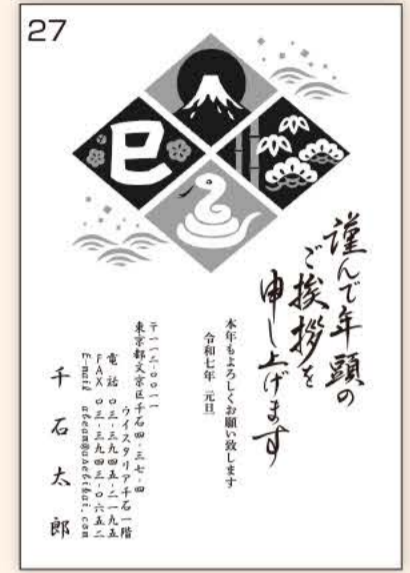 27
巳
謹んで年頭の
ご挨拶を
申し上げます
本年もよろしくお願い致します
令和七年 元旦
〒一一二-〇〇一一
東京都文京区千石四-三七-四
ウイスタリア千石一階
電話 〇三-三九四五-二一九五
FAX 〇三-三九四三-〇六五二
E-mail
千石太郎